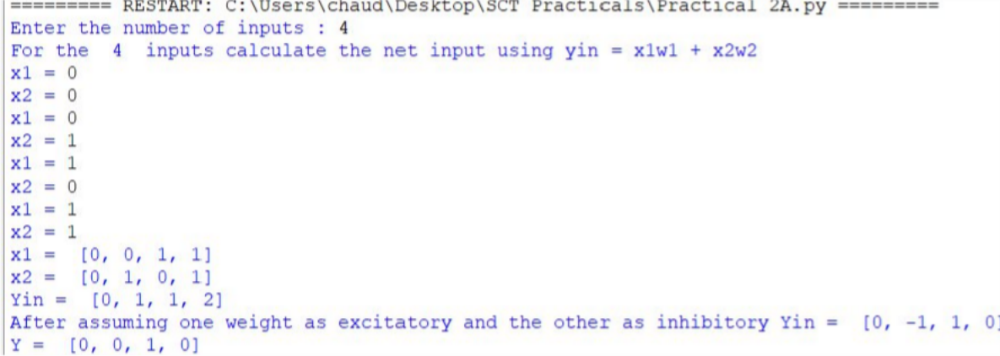 ========= RESTART: C:\Users\chaud\Desktop\SCT Practicals\Practical 2A.py =========
Enter the number of inputs : 4
For the  4  inputs calculate the net input using yin = x1w1 + x2w2
x1 = 0
x2 = 0
x1 = 0
x2 = 1
x1 = 1
x2 = 0
x1 = 1
x2 = 1
x1 =  [0, 0, 1, 1]
x2 =  [0, 1, 0, 1]
Yin =  [0, 1, 1, 2]
After assuming one weight as excitatory and the other as inhibitory Yin =  [0, -1, 1, 0]
Y =  [0, 0, 1, 0]